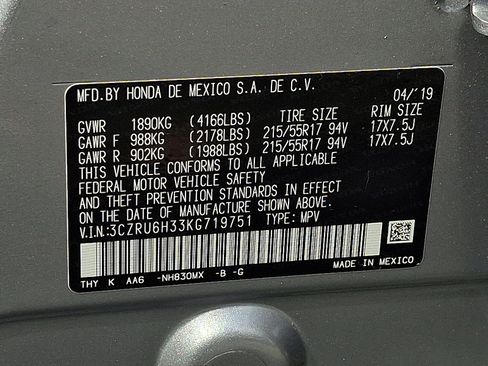 MFD.BY HONDA DE MEXICO S.A. DE C.V.
04/'19
GVWR 1890KG (4166LBS) TIRE SIZE RIM SIZE
GAWR F 988KG (2178LBS) 215/55R17 94V 17X7.5J
GAWR R 902KG (1988LBS) 215/55R17 94V 17X7.5J
THIS VEHICLE CONFORMS TO ALL APPLICABLE
FEDERAL MOTOR VEHICLE SAFETY
AND THEFT PREVENTION STANDARDS IN EFFECT
ON THE DATE OF MANUFACTURE SHOWN ABOVE.
V.I.N.:3CZRU6H33KG719751 TYPE: MPV
THY K AA6 -NH830MX -B -G
MADE IN MEXICO